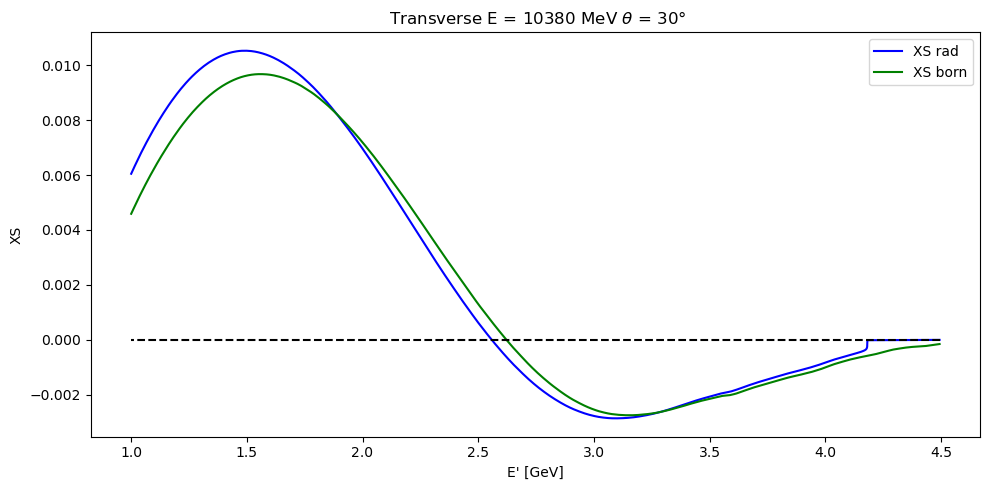 Transverse E = 10380 MeV θ = 30°
XS rad
XS born
0.010
0.008
0.006
0.004
0.002
0.000
−0.002
XS
1.0 1.5 2.0 2.5 3.0 3.5 4.0 4.5
E' [GeV]